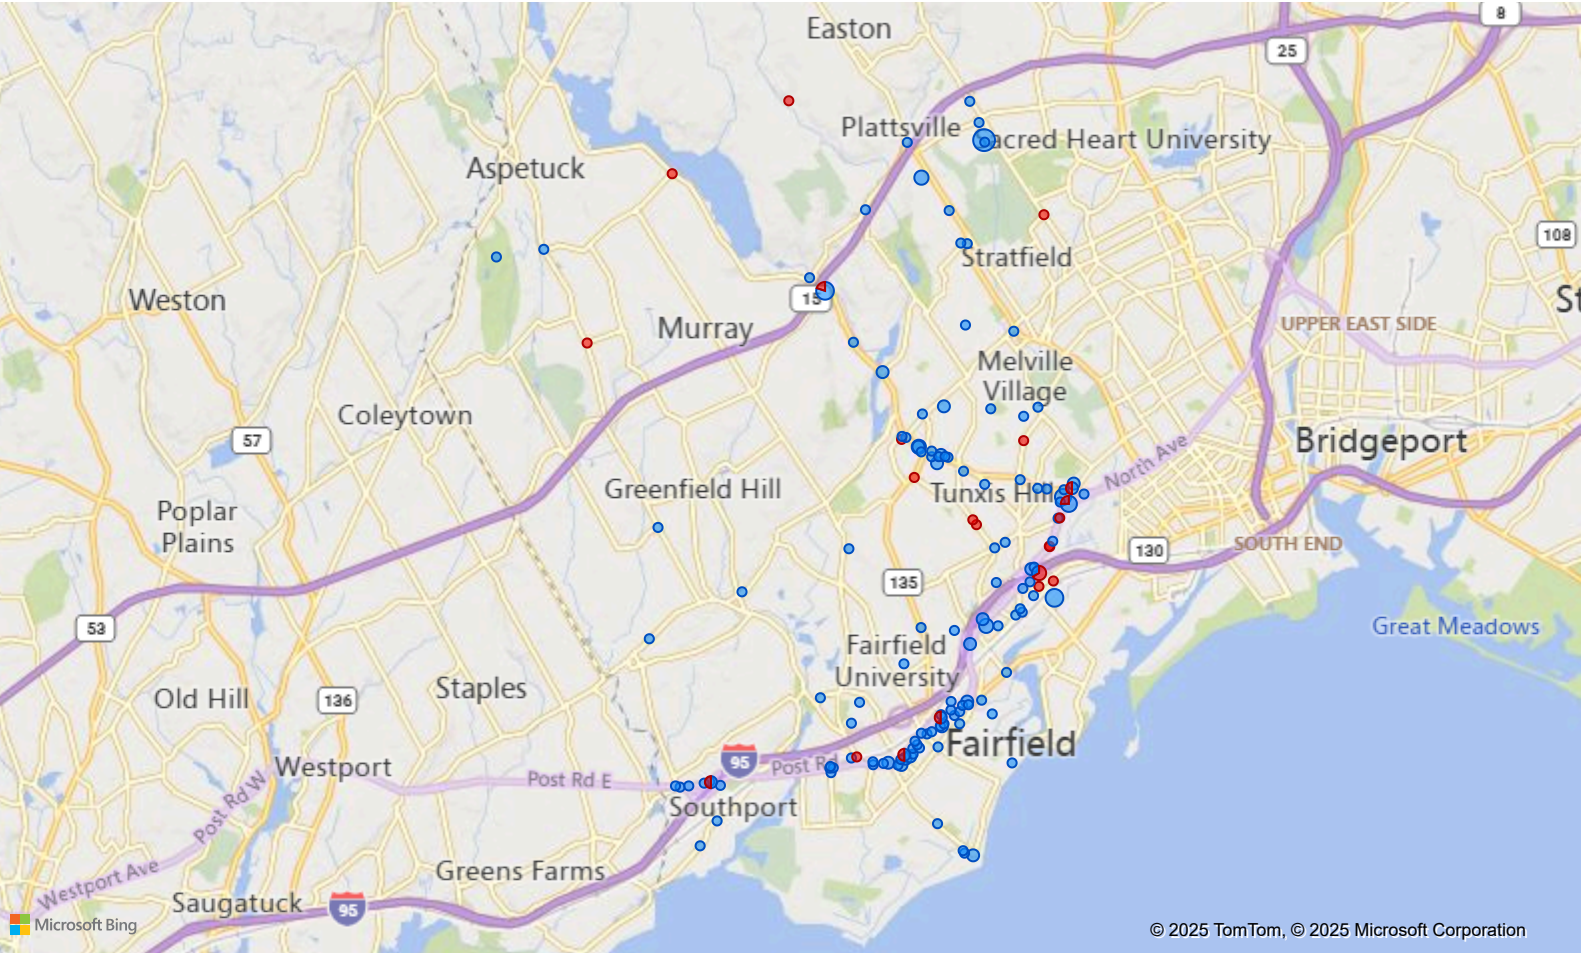 8
Easton
25
Plattsville
acred Heart University
Aspetuck
108
Stratfield
Weston
15
St
UPPER EAST SIDE
Murray
Melville
Village
Coleytown
57
Bridgeport
North Ave
Greenfield Hill
Tunxis Hill
Poplar
Plains
SOUTH END
130
135
53
Great Meadows
Fairfield
University
Staples
Old Hill
136
Fairfield
95
Westport
Post Rd
Post Rd E
Post Rd W
Southport
Westport Ave
Greens Farms
Saugatuck
95
Microsoft Bing
© 2025 TomTom, © 2025 Microsoft Corporation